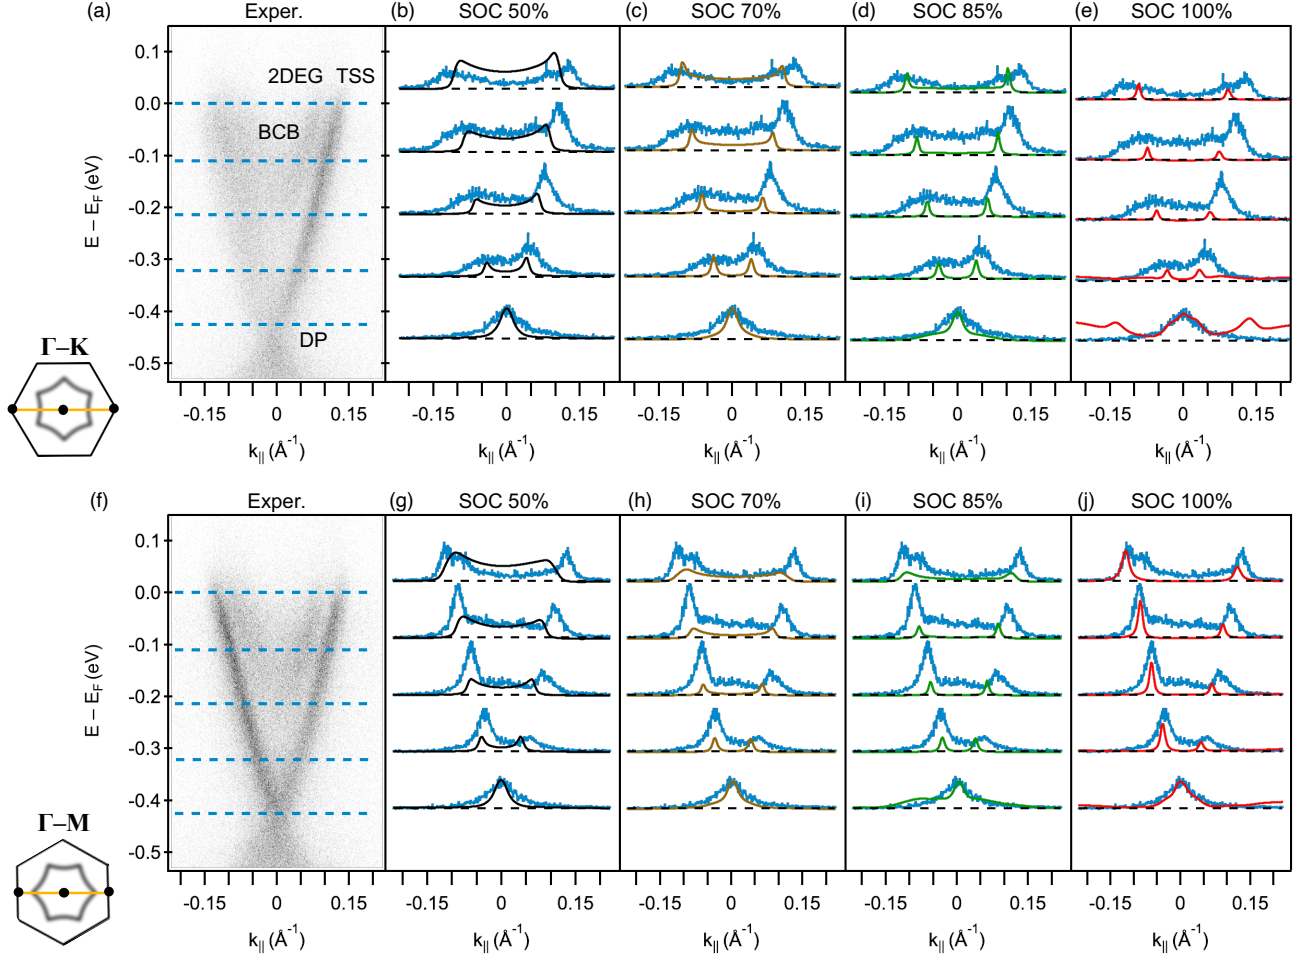 (a) Exper. (b) SOC 50% (c) SOC 70% (d) SOC 85% (e) SOC 100%
0.1
0.0
-0.1
-0.2
-0.3
-0.4
-0.5
E – E_F (eV)
2DEG TSS
BCB
DP
Γ–K
-0.15 0 0.15 -0.15 0 0.15 -0.15 0 0.15 -0.15 0 0.15 -0.15 0 0.15
k_|| (Å⁻¹) k_|| (Å⁻¹) k_|| (Å⁻¹) k_|| (Å⁻¹) k_|| (Å⁻¹)
(f) Exper. (g) SOC 50% (h) SOC 70% (i) SOC 85% (j) SOC 100%
0.1
0.0
-0.1
-0.2
-0.3
-0.4
-0.5
E – E_F (eV)
Γ–M
-0.15 0 0.15 -0.15 0 0.15 -0.15 0 0.15 -0.15 0 0.15 -0.15 0 0.15
k_|| (Å⁻¹) k_|| (Å⁻¹) k_|| (Å⁻¹) k_|| (Å⁻¹) k_|| (Å⁻¹)